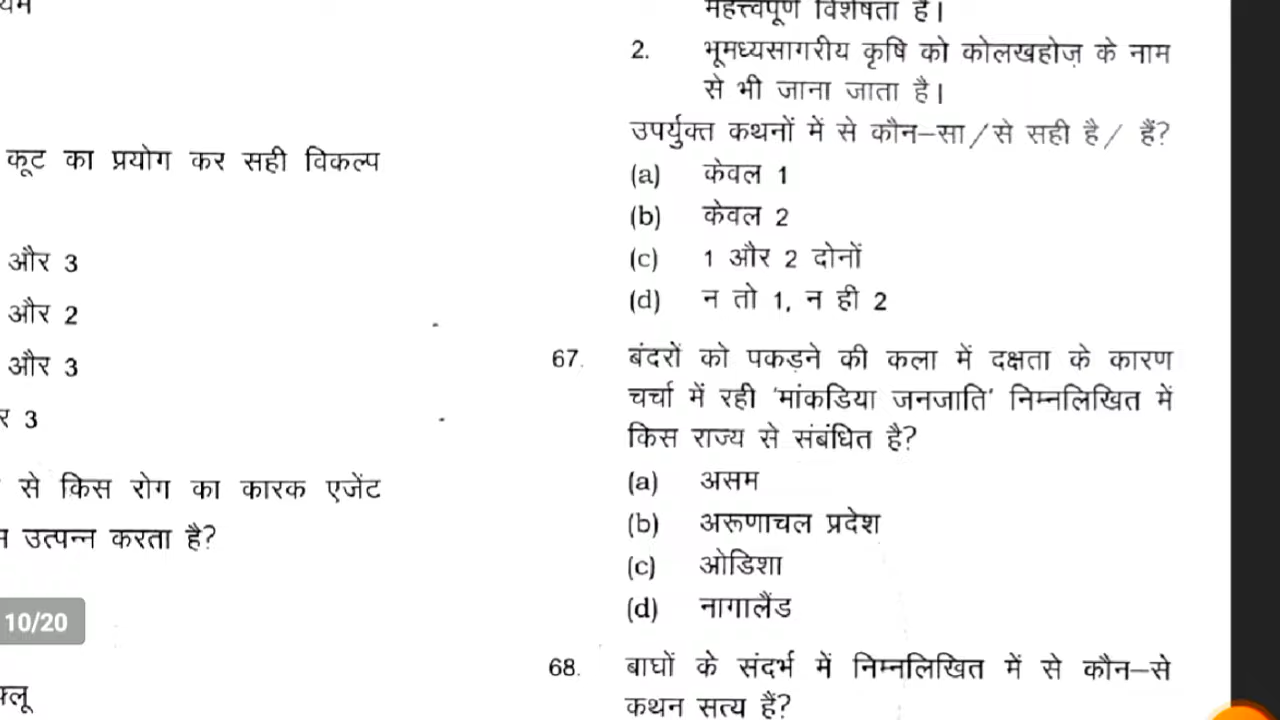 कूट का प्रयोग कर सही विकल्प
और 3
और 2
और 3
3
से किस रोग का कारक एजेंट
उत्पन्न करता है?
10/20
महत्त्वपूर्ण विशेषता है।
2. भूमध्यसागरीय कृषि को कोलखहोज़ के नाम
से भी जाना जाता है।
उपर्युक्त कथनों में से कौन–सा/से सही है/ हैं?
(a) केवल 1
(b) केवल 2
(c) 1 और 2 दोनों
(d) न तो 1, न ही 2
67. बंदरों को पकड़ने की कला में दक्षता के कारण
चर्चा में रही 'मांकडिया जनजाति' निम्नलिखित में
किस राज्य से संबंधित है?
(a) असम
(b) अरूणाचल प्रदेश
(c) ओडिशा
(d) नागालैंड
68. बाघों के संदर्भ में निम्नलिखित में से कौन–से
कथन सत्य हैं?